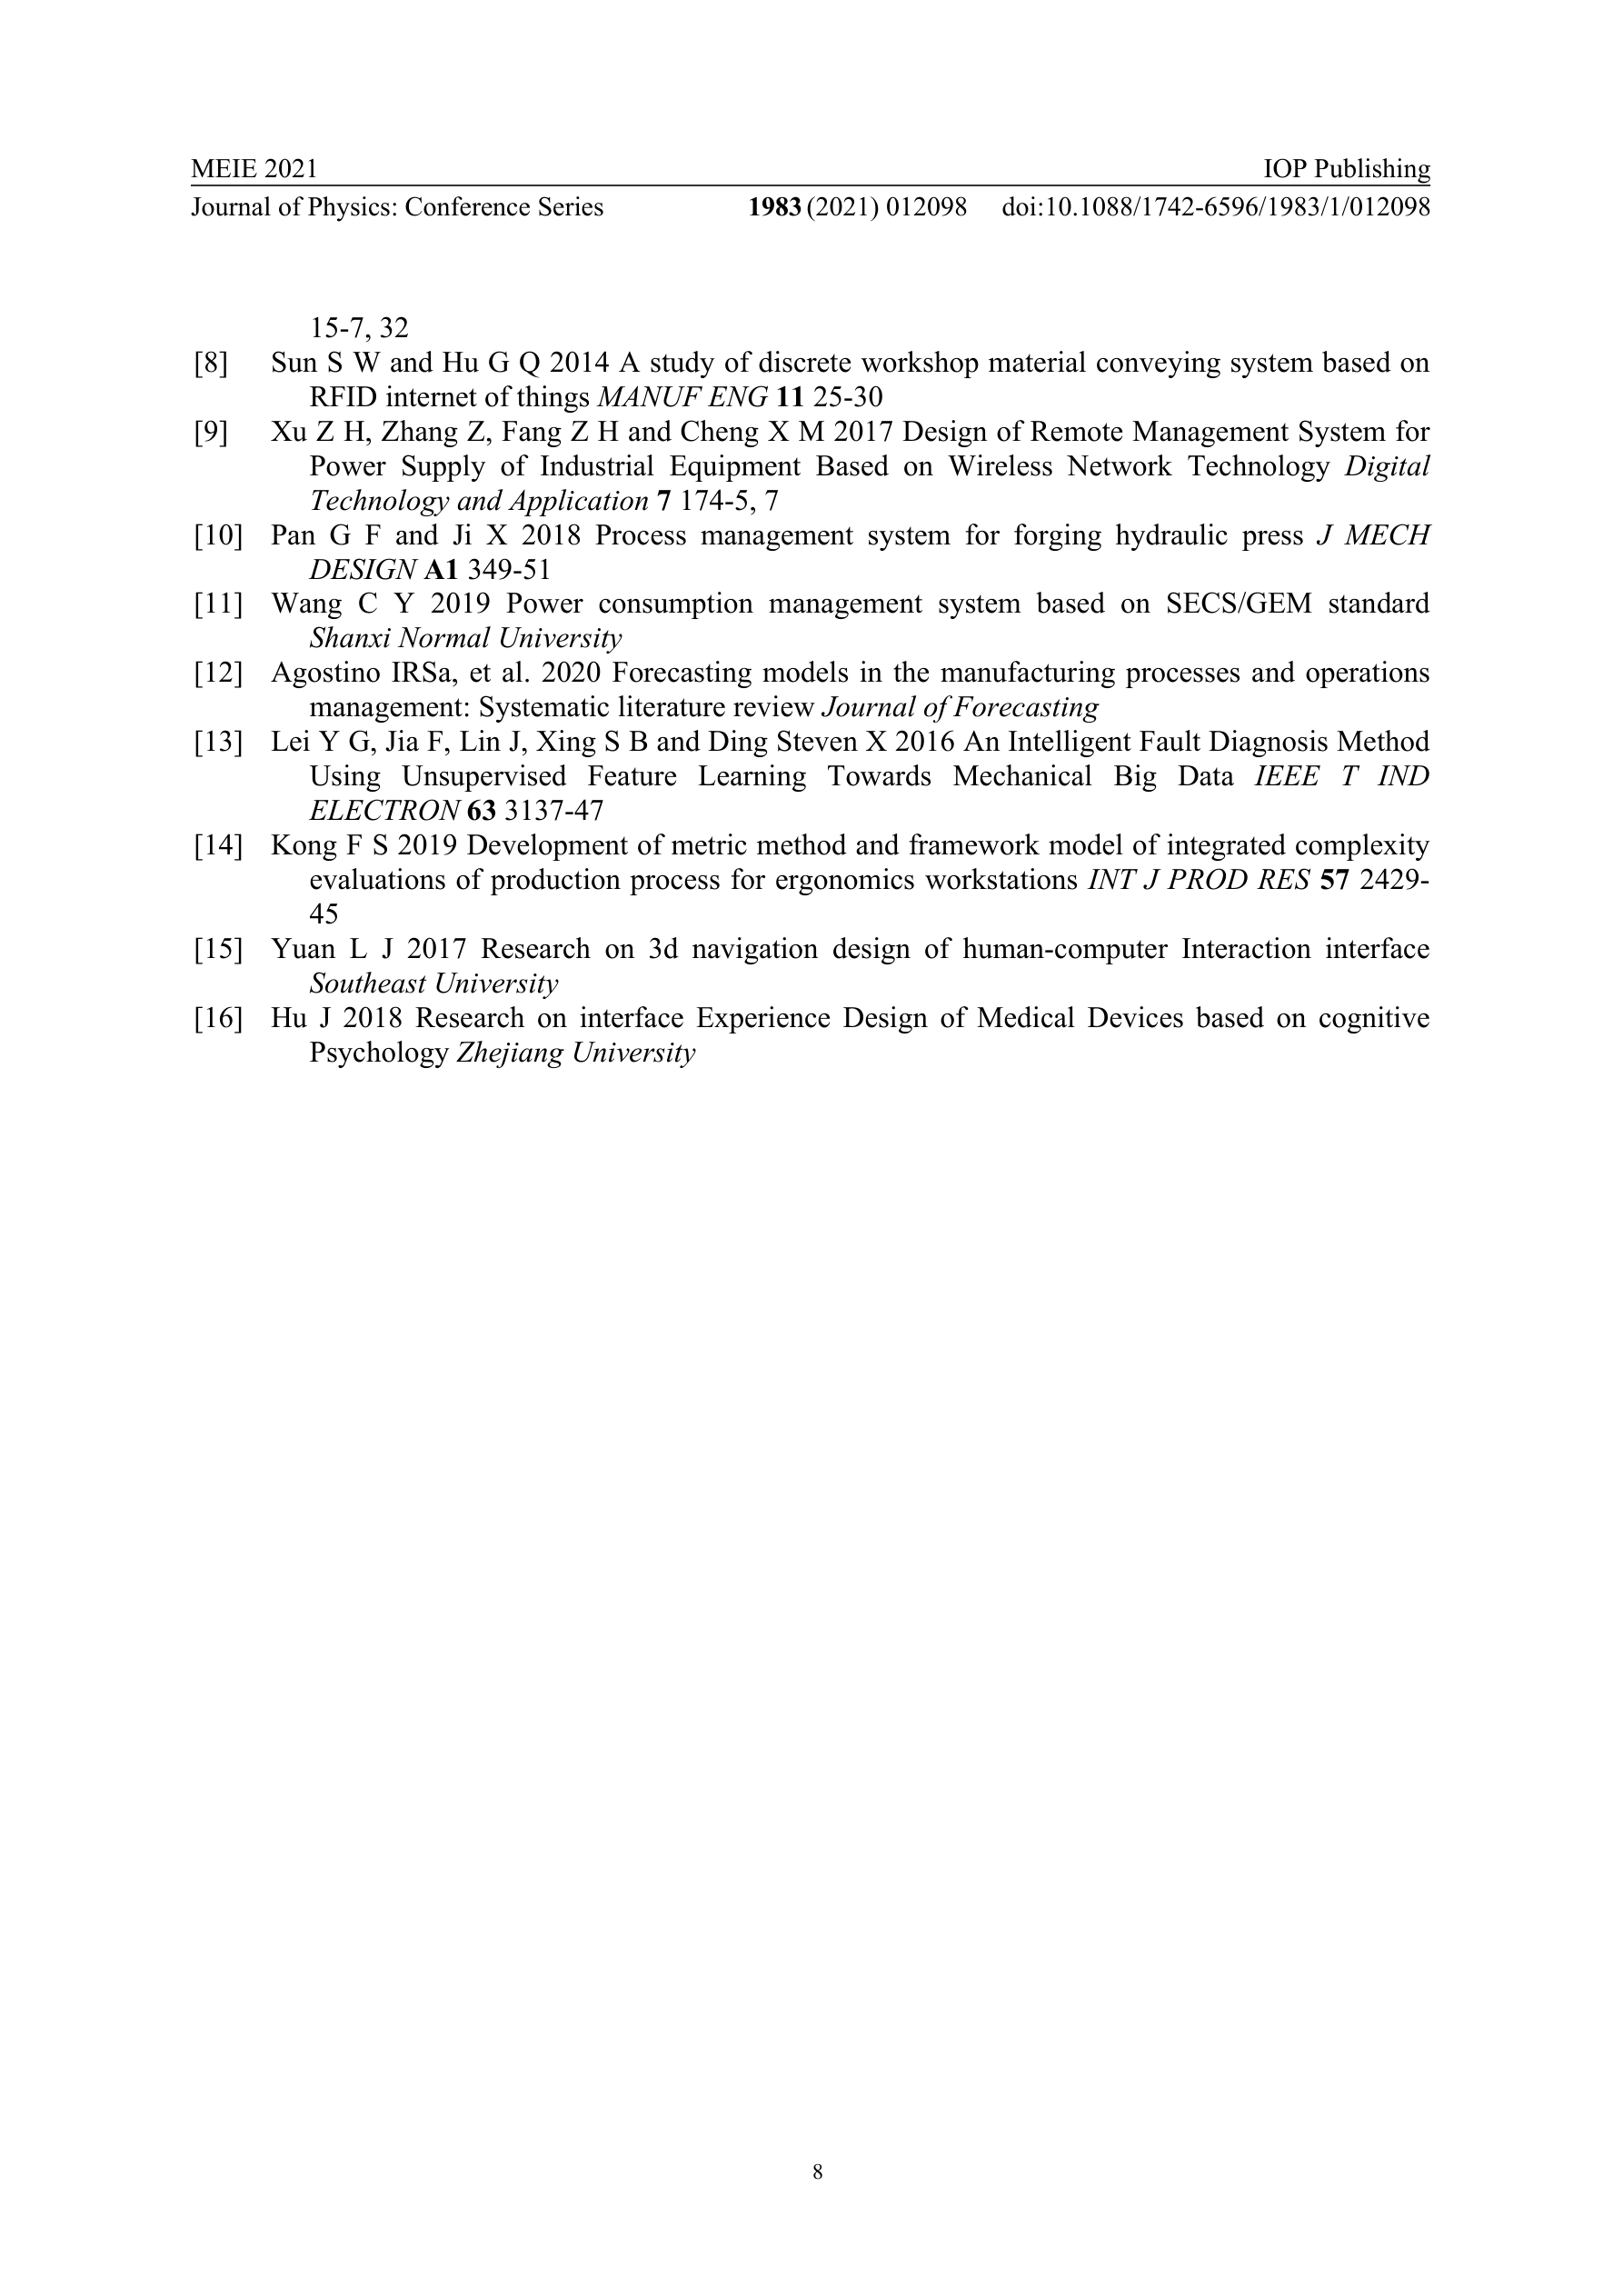 MEIE 2021 IOP Publishing
Journal of Physics: Conference Series 1983 (2021) 012098 doi:10.1088/1742-6596/1983/1/012098
15-7, 32
[8] Sun S W and Hu G Q 2014 A study of discrete workshop material conveying system based on
RFID internet of things MANUF ENG 11 25-30
[9] Xu Z H, Zhang Z, Fang Z H and Cheng X M 2017 Design of Remote Management System for
Power Supply of Industrial Equipment Based on Wireless Network Technology Digital
Technology and Application 7 174-5, 7
[10] Pan G F and Ji X 2018 Process management system for forging hydraulic press J MECH
DESIGN A1 349-51
[11] Wang C Y 2019 Power consumption management system based on SECS/GEM standard
Shanxi Normal University
[12] Agostino IRSa, et al. 2020 Forecasting models in the manufacturing processes and operations
management: Systematic literature review Journal of Forecasting
[13] Lei Y G, Jia F, Lin J, Xing S B and Ding Steven X 2016 An Intelligent Fault Diagnosis Method
Using Unsupervised Feature Learning Towards Mechanical Big Data IEEE T IND
ELECTRON 63 3137-47
[14] Kong F S 2019 Development of metric method and framework model of integrated complexity
evaluations of production process for ergonomics workstations INT J PROD RES 57 2429-
45
[15] Yuan L J 2017 Research on 3d navigation design of human-computer Interaction interface
Southeast University
[16] Hu J 2018 Research on interface Experience Design of Medical Devices based on cognitive
Psychology Zhejiang University
8